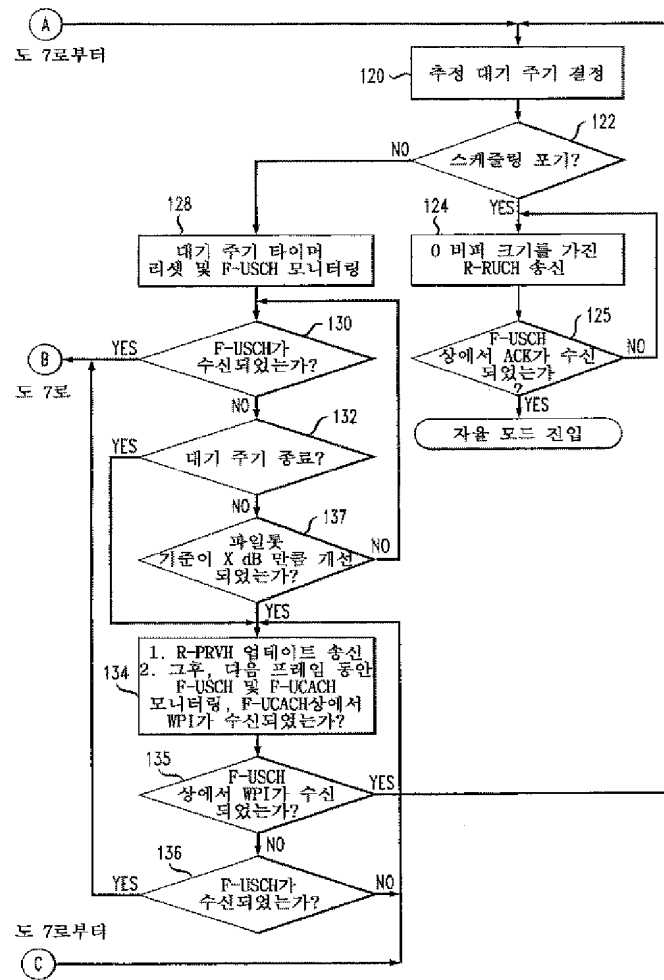 A
도 7로부터
120
추정 대기 주기 결정
122
스케줄링 포기?
NO
YES
128
대기 주기 타이머
리셋 및 F-USCH 모니터링
124
0 버퍼 크기를 가진
R-RUCH 송신
130
F-USCH가
수신되었는가?
YES
NO
B
도 7로
125
F-USCH
상에서 ACK가 수신
되었는가
?
NO
YES
자율 모드 진입
132
대기 주기 종료?
YES
NO
137
파일롯
기준이 X dB 만큼 개선
되었는가?
NO
YES
134
1. R-PRVH 업데이트 송신
2. 그후, 다음 프레임 동안
F-USCH 및 F-UCACH
모니터링, F-UCACH상에서
WPI가 수신되었는가?
135
F-USCH
상에서 WPI가 수신
되었는가?
YES
NO
136
F-USCH가
수신되었는가?
YES
NO
도 7로부터
C